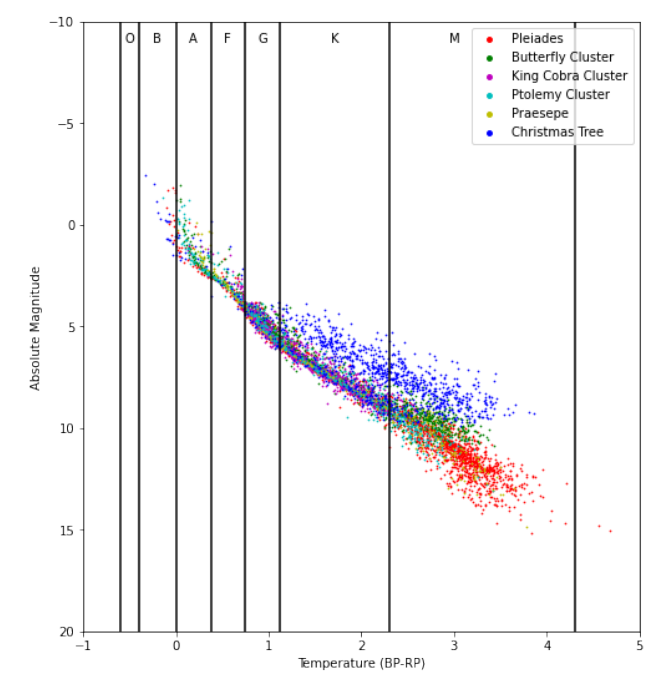 −10
O B A F G K M
Pleiades
Butterfly Cluster
King Cobra Cluster
Ptolemy Cluster
Praesepe
Christmas Tree
−5
0
5
10
15
20
Absolute Magnitude
−1 0 1 2 3 4 5
Temperature (BP-RP)